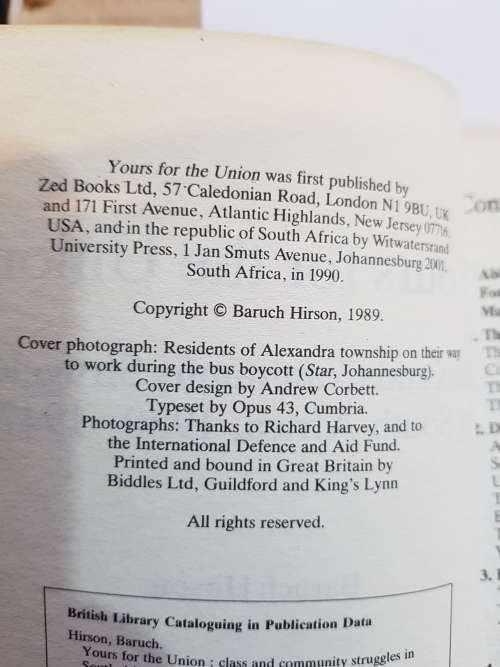 Yours for the Union was first published by
Zed Books Ltd, 57 Caledonian Road, London N1 9BU, UK
and 171 First Avenue, Atlantic Highlands, New Jersey 07716,
USA, and in the republic of South Africa by Witwatersrand
University Press, 1 Jan Smuts Avenue, Johannesburg 2001,
South Africa, in 1990.
Copyright © Baruch Hirson, 1989.
Cover photograph: Residents of Alexandra township on their way
to work during the bus boycott (Star, Johannesburg).
Cover design by Andrew Corbett.
Typeset by Opus 43, Cumbria.
Photographs: Thanks to Richard Harvey, and to
the International Defence and Aid Fund.
Printed and bound in Great Britain by
Biddles Ltd, Guildford and King's Lynn
All rights reserved.
British Library Cataloguing in Publication Data
Hirson, Baruch.
Yours for the Union : class and community struggles in